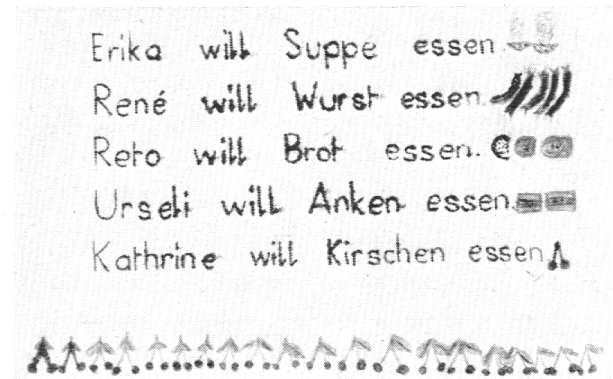 Erika will Suppe essen
René will Wurst essen.
Reto will Brot essen.
Urseli will Anken essen.
Kathrine will Kirschen essen